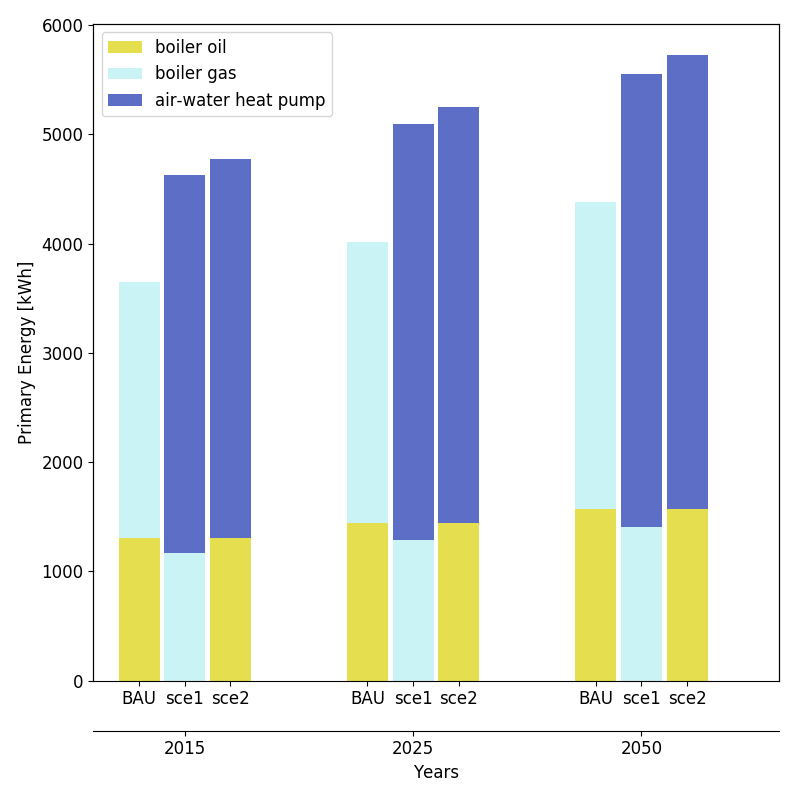 6000
5000
4000
3000
2000
1000
0
Primary Energy [kWh]
boiler oil
boiler gas
air-water heat pump
BAU sce1 sce2 BAU sce1 sce2 BAU sce1 sce2
2015 2025 2050
Years